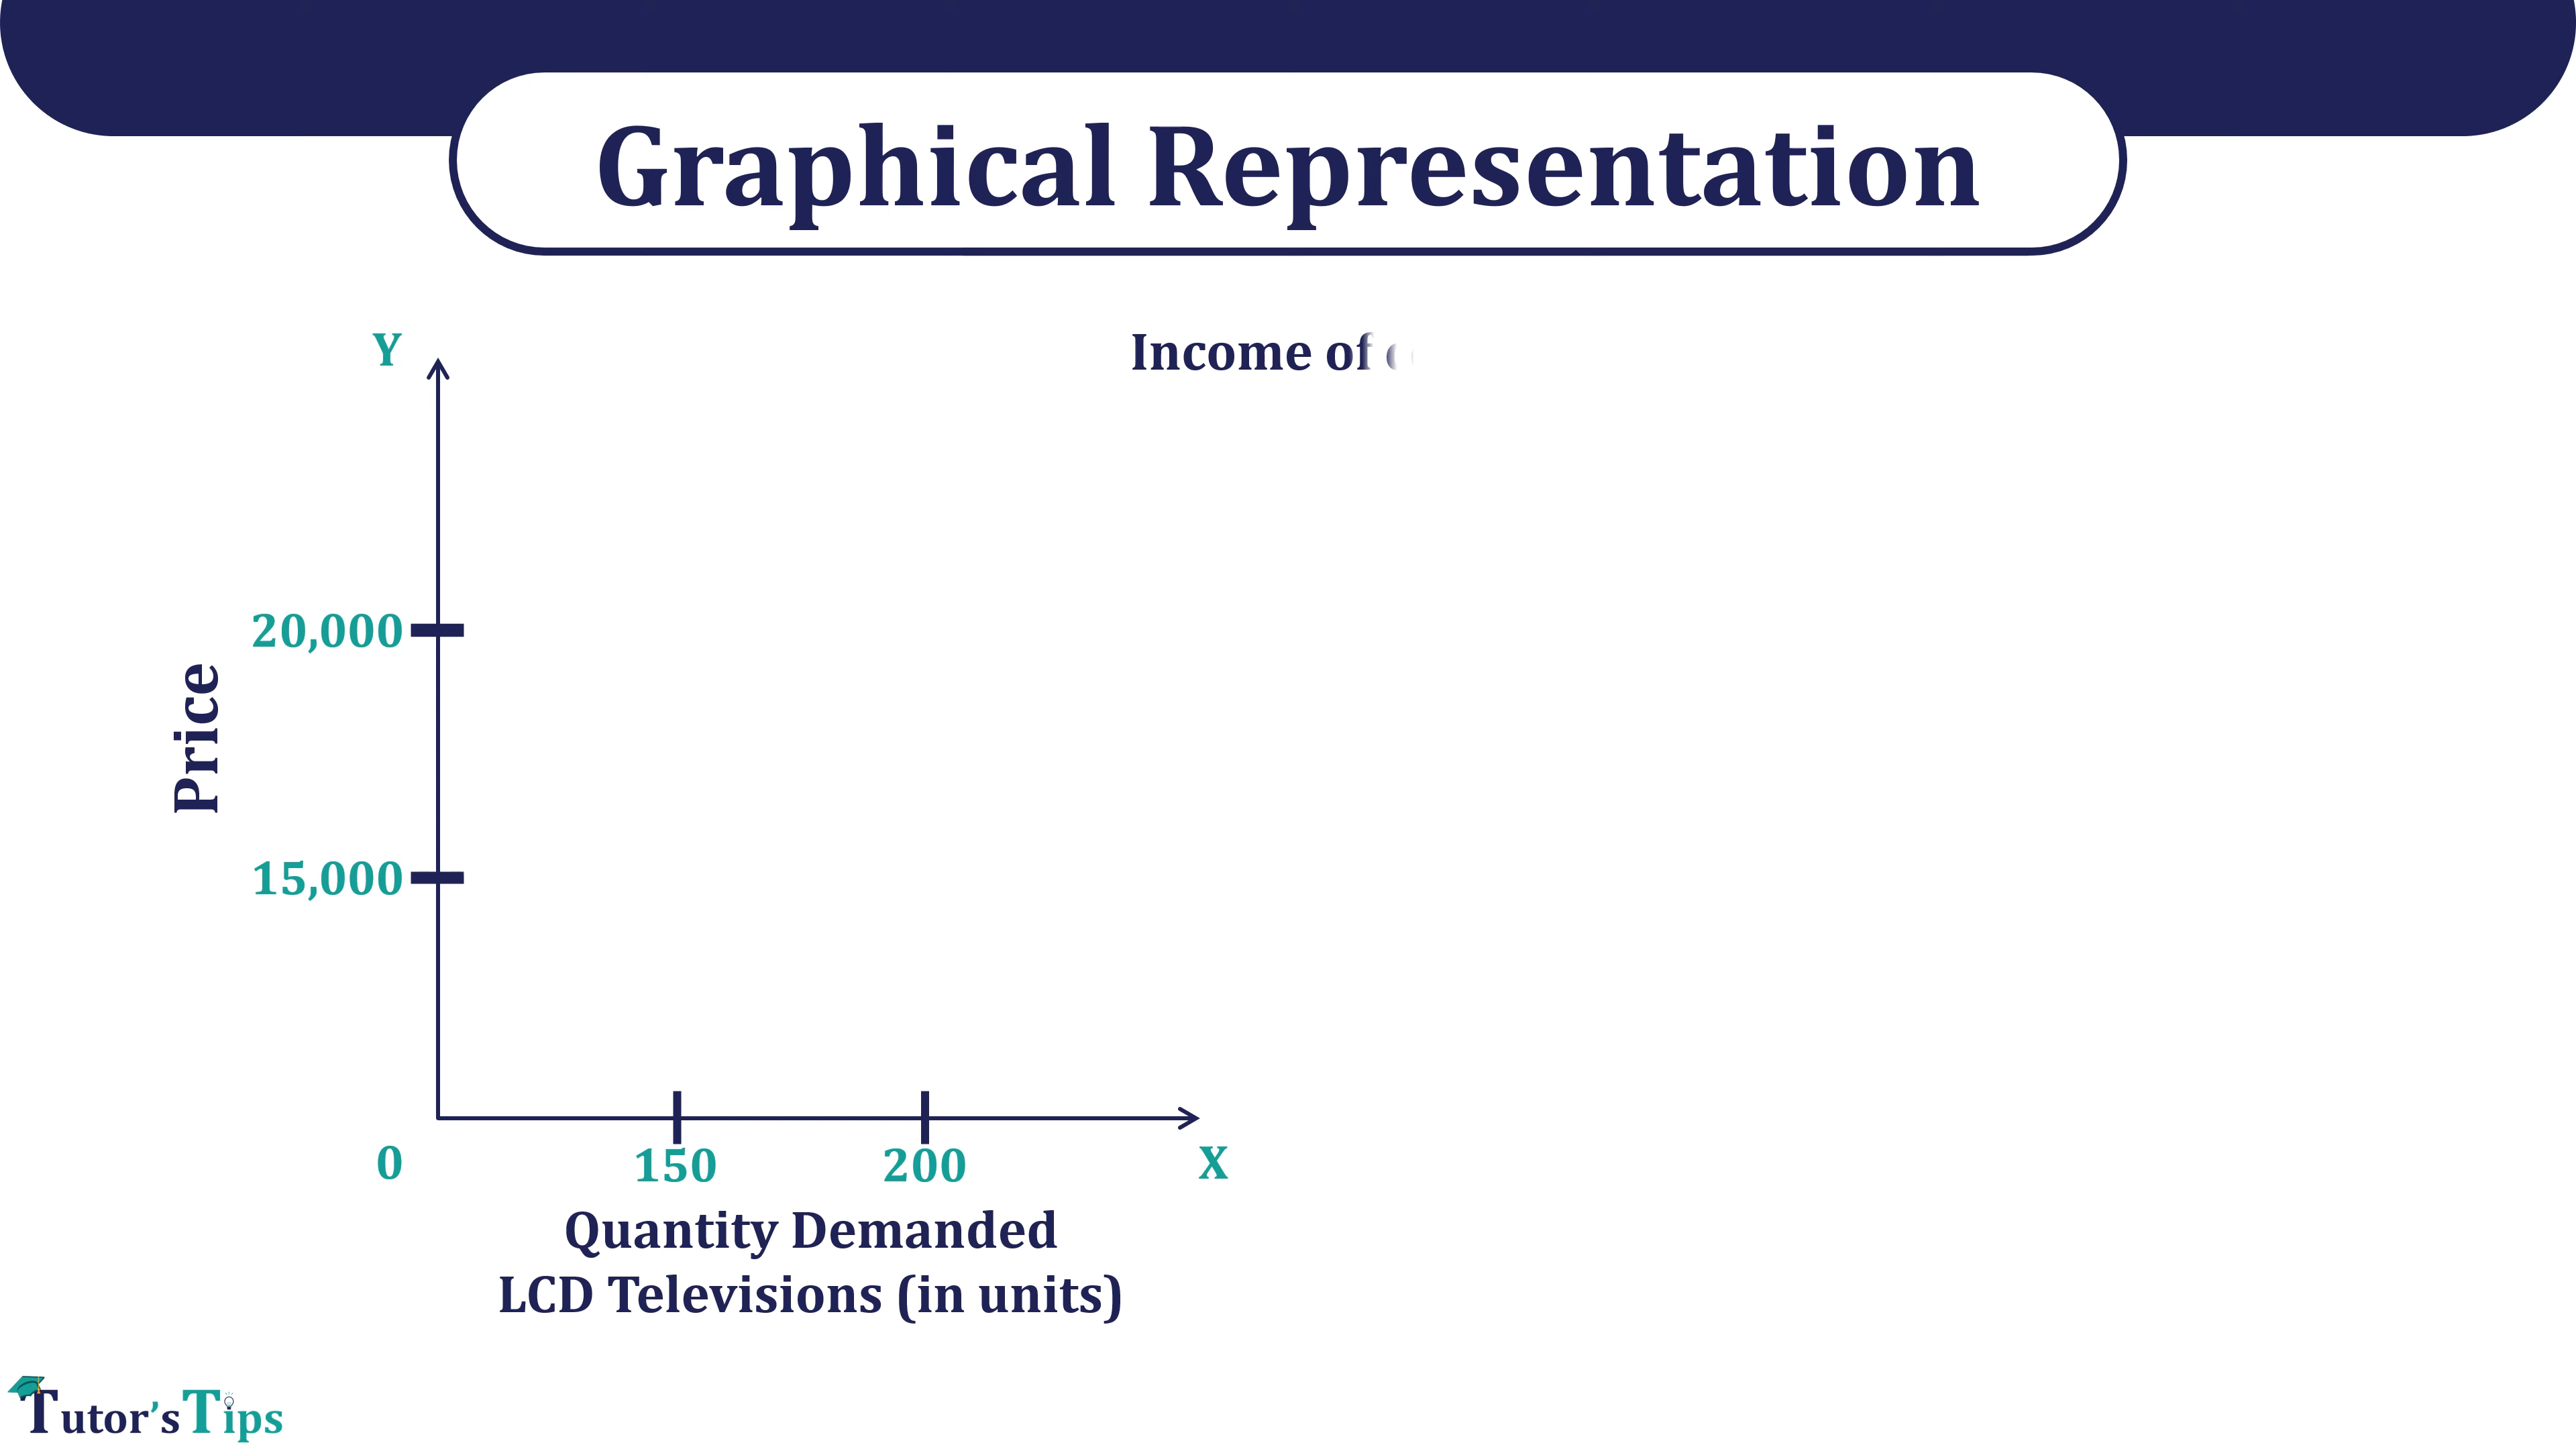 Graphical Representation
Income of
Y
20,000
Price
15,000
0
150
200
X
Quantity Demanded
LCD Televisions (in units)
Tutor'sTips